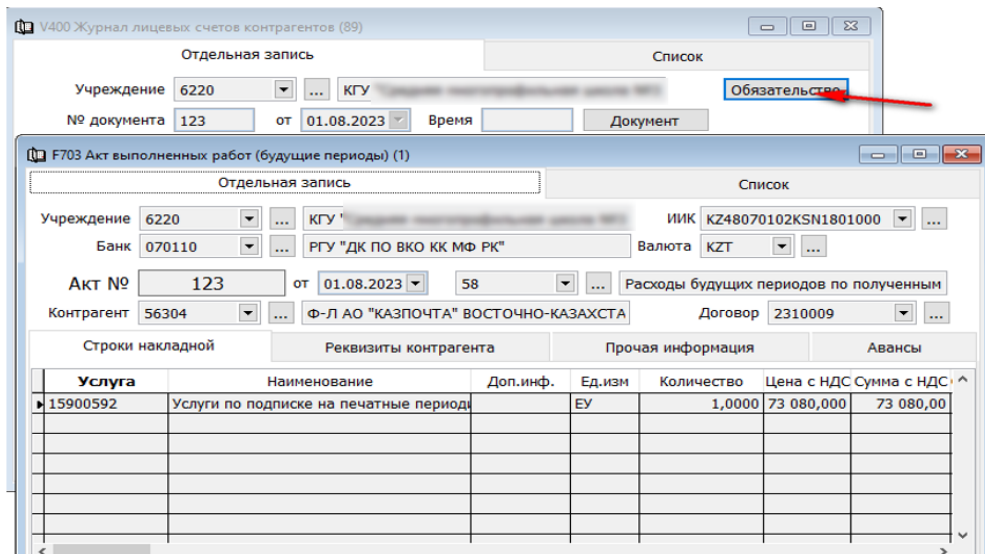 V400 Журнал лицевых счетов контрагентов (89)
Отдельная запись Список
Учреждение 6220 ... КГУ Обязательство
№ документа 123 от 01.08.2023 Время Документ
F703 Акт выполненных работ (будущие периоды) (1)
Отдельная запись Список
Учреждение 6220 ... КГУ " ИИК KZ48070102KSN1801000 ...
Банк 070110 ... РГУ "ДК ПО ВКО КК МФ РК" Валюта KZT ...
Акт № 123 от 01.08.2023 58 ... Расходы будущих периодов по полученным
Контрагент 56304 ... Ф-Л АО "КАЗПОЧТА" ВОСТОЧНО-КАЗАХСТА Договор 2310009 ...
Строки накладной Реквизиты контрагента Прочая информация Авансы
Услуга Наименование Доп.инф. Ед.изм Количество Цена с НДС Сумма с НДС
15900592 Услуги по подписке на печатные периоди ЕУ 1,0000 73 080,000 73 080,00